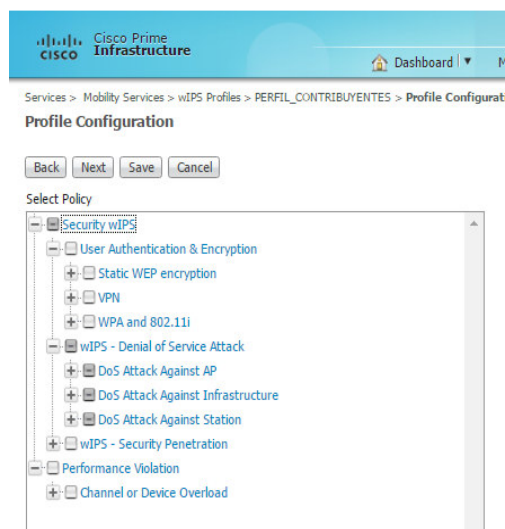 Cisco Prime
CISCO Infrastructure
Dashboard
M
Services > Mobility Services > wIPS Profiles > PERFIL_CONTRIBUYENTES > Profile Configurat
Profile Configuration
Back Next Save Cancel
Select Policy
Security wIPS
User Authentication & Encryption
Static WEP encryption
VPN
WPA and 802.11i
wIPS - Denial of Service Attack
DoS Attack Against AP
DoS Attack Against Infrastructure
DoS Attack Against Station
wIPS - Security Penetration
Performance Violation
Channel or Device Overload